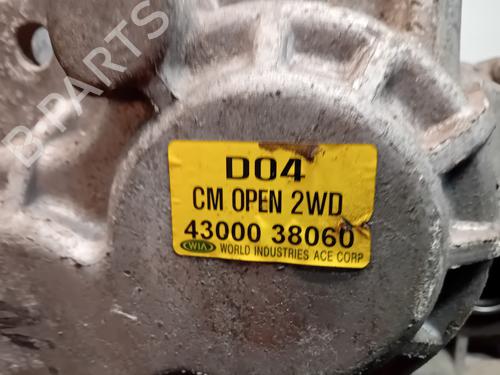 B-PARTS
D04
CM OPEN 2WD
43000 38060
WIA WORLD INDUSTRIES ACE CORP.